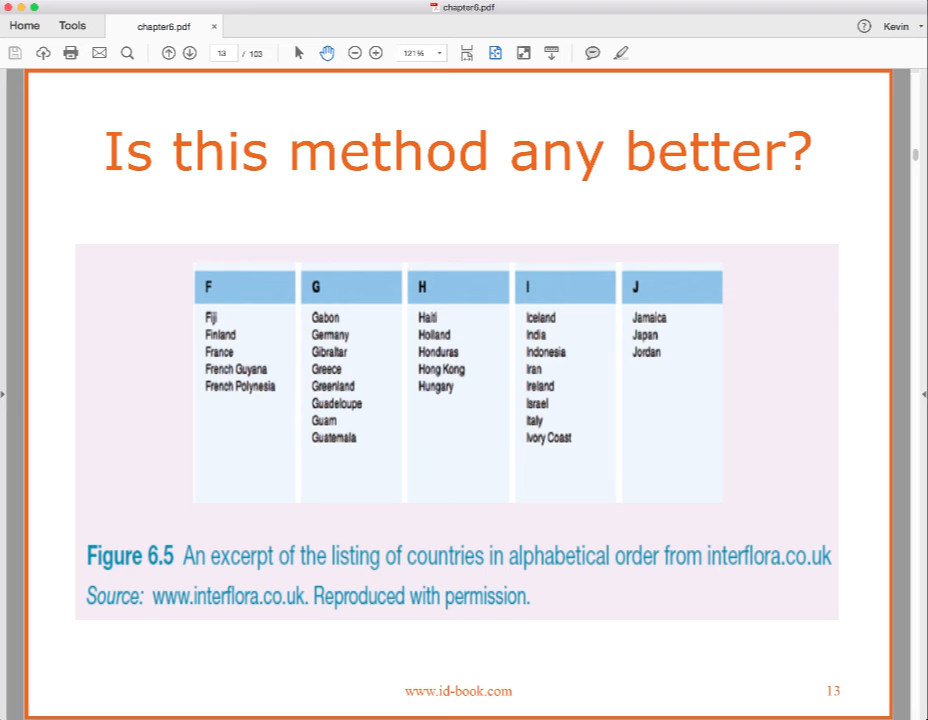 chapter6.pdf
Home Tools chapter6.pdf × ? Kevin
13 / 103 121%
Is this method any better?
F G H I J
Fiji Gabon Haiti Iceland Jamaica
Finland Germany Holland India Japan
France Gibraltar Honduras Indonesia Jordan
French Guyana Greece Hong Kong Iran
French Polynesia Greenland Hungary Ireland
Guadeloupe Israel
Guam Italy
Guatemala Ivory Coast
Figure 6.5 An excerpt of the listing of countries in alphabetical order from interflora.co.uk
Source: www.interflora.co.uk. Reproduced with permission.
www.id-book.com 13